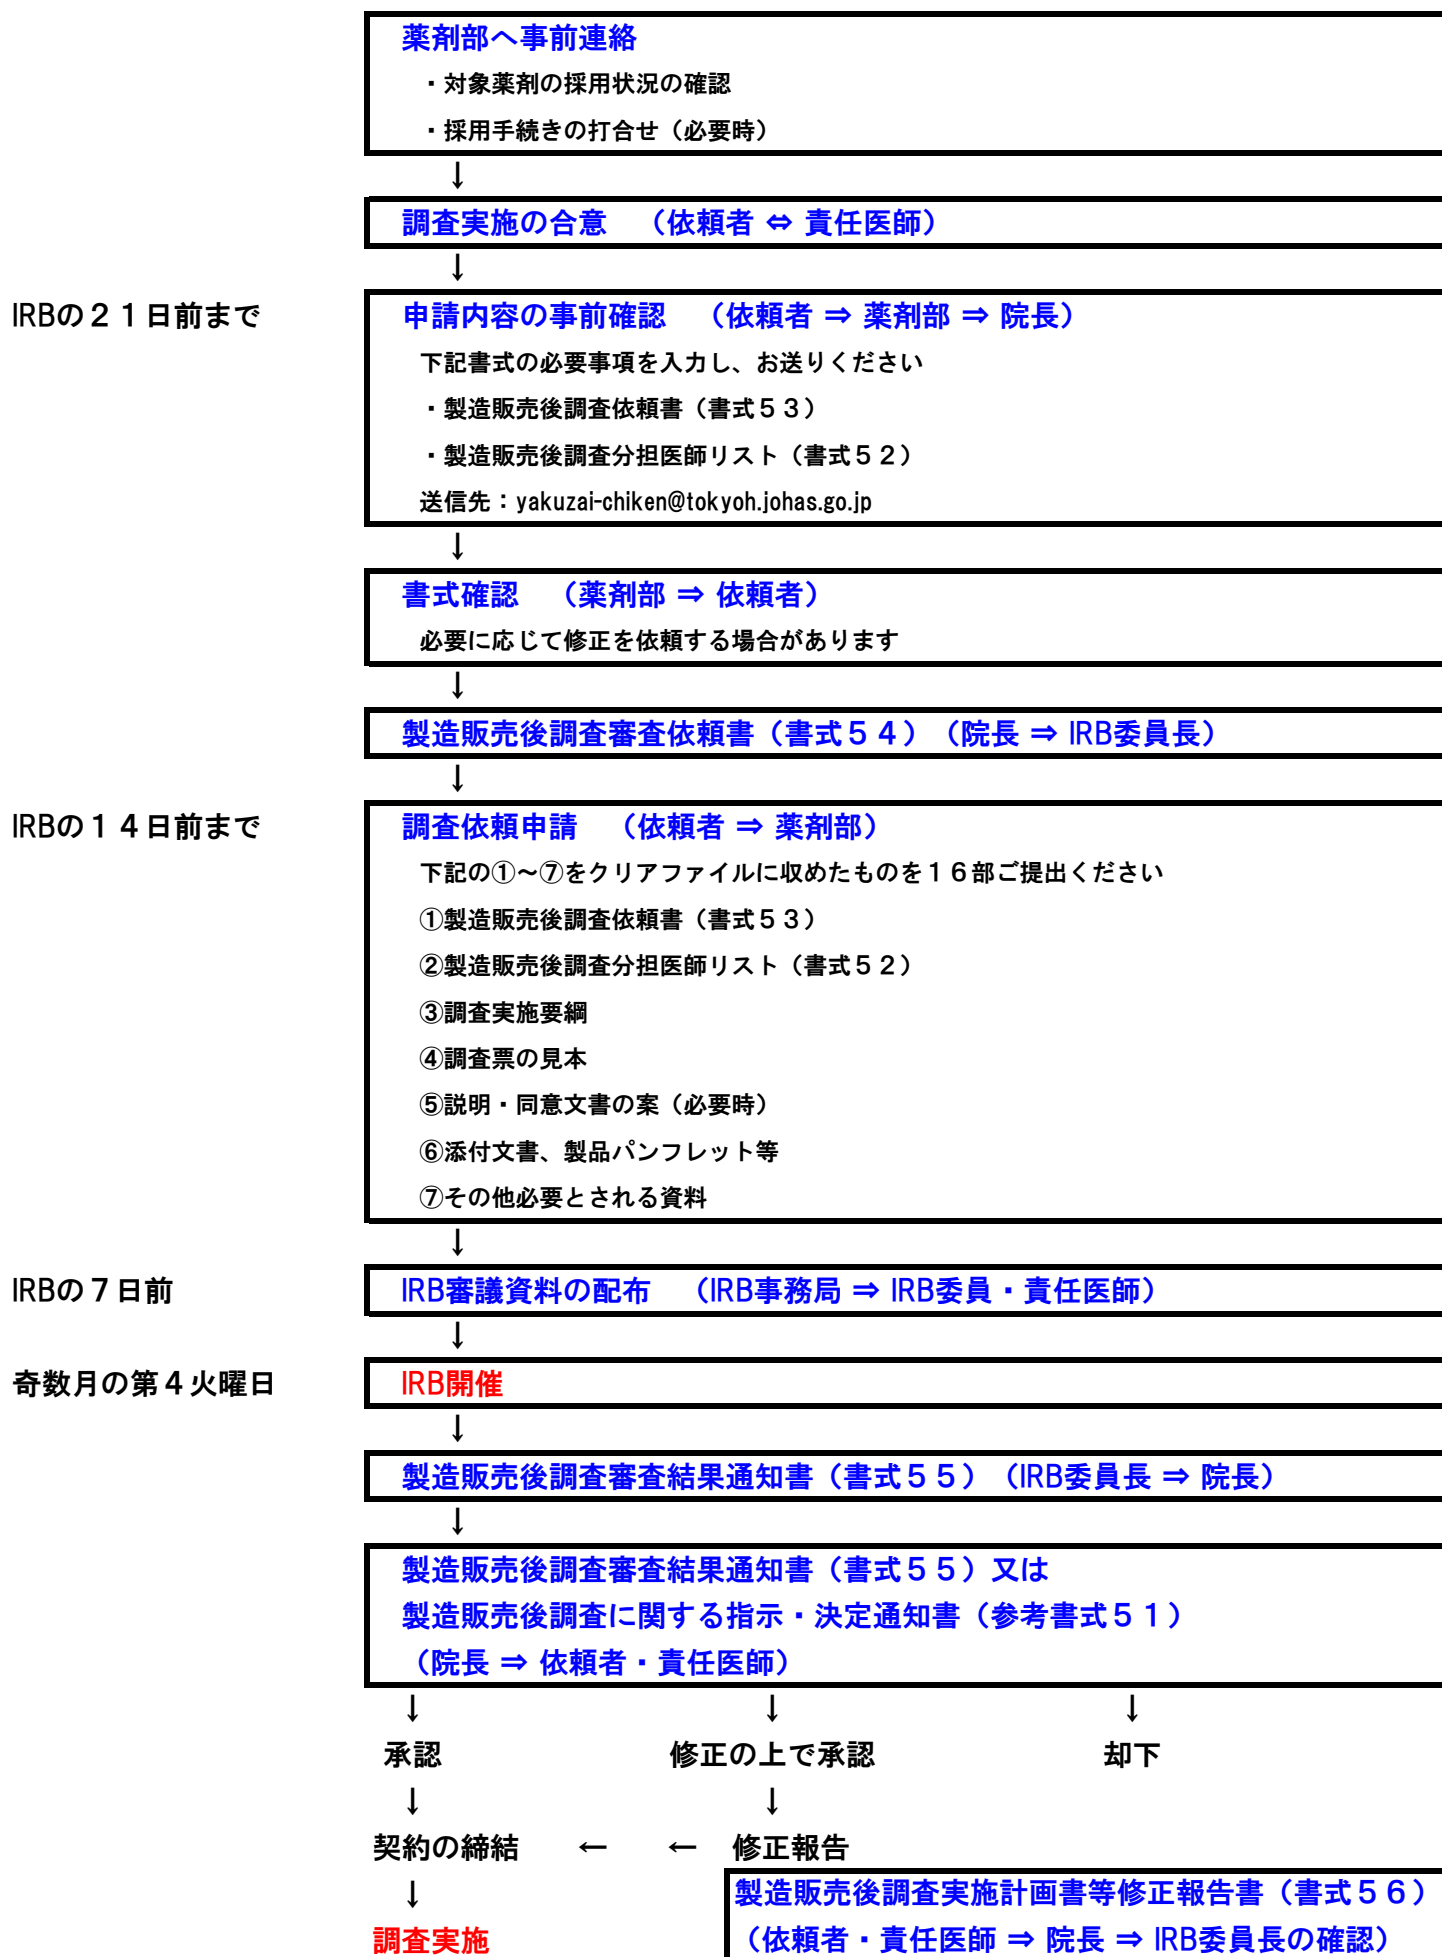 薬剤部へ事前連絡
・対象薬剤の採用状況の確認
・採用手続きの打合せ（必要時）
↓
調査実施の合意　（依頼者 ⇔ 責任医師）
↓
IRBの２１日前まで
申請内容の事前確認　（依頼者 ⇒ 薬剤部 ⇒ 院長）
下記書式の必要事項を入力し、お送りください
・製造販売後調査依頼書（書式５３）
・製造販売後調査分担医師リスト（書式５２）
送信先：yakuzai-chiken@tokyoh.johas.go.jp
↓
書式確認　（薬剤部 ⇒ 依頼者）
必要に応じて修正を依頼する場合があります
↓
製造販売後調査審査依頼書（書式５４）（院長 ⇒ IRB委員長）
↓
IRBの１４日前まで
調査依頼申請　（依頼者 ⇒ 薬剤部）
下記の①～⑦をクリアファイルに収めたものを１６部ご提出ください
①製造販売後調査依頼書（書式５３）
②製造販売後調査分担医師リスト（書式５２）
③調査実施要綱
④調査票の見本
⑤説明・同意文書の案（必要時）
⑥添付文書、製品パンフレット等
⑦その他必要とされる資料
↓
IRBの７日前
IRB審議資料の配布　（IRB事務局 ⇒ IRB委員・責任医師）
↓
奇数月の第４火曜日
IRB開催
↓
製造販売後調査審査結果通知書（書式５５）（IRB委員長 ⇒ 院長）
↓
製造販売後調査審査結果通知書（書式５５）又は
製造販売後調査に関する指示・決定通知書（参考書式５１）
（院長 ⇒ 依頼者・責任医師）
↓　↓　↓
承認　修正の上で承認　却下
↓　↓
契約の締結　←　←　修正報告
↓
製造販売後調査実施計画書等修正報告書（書式５６）
（依頼者・責任医師 ⇒ 院長 ⇒ IRB委員長の確認）
調査実施